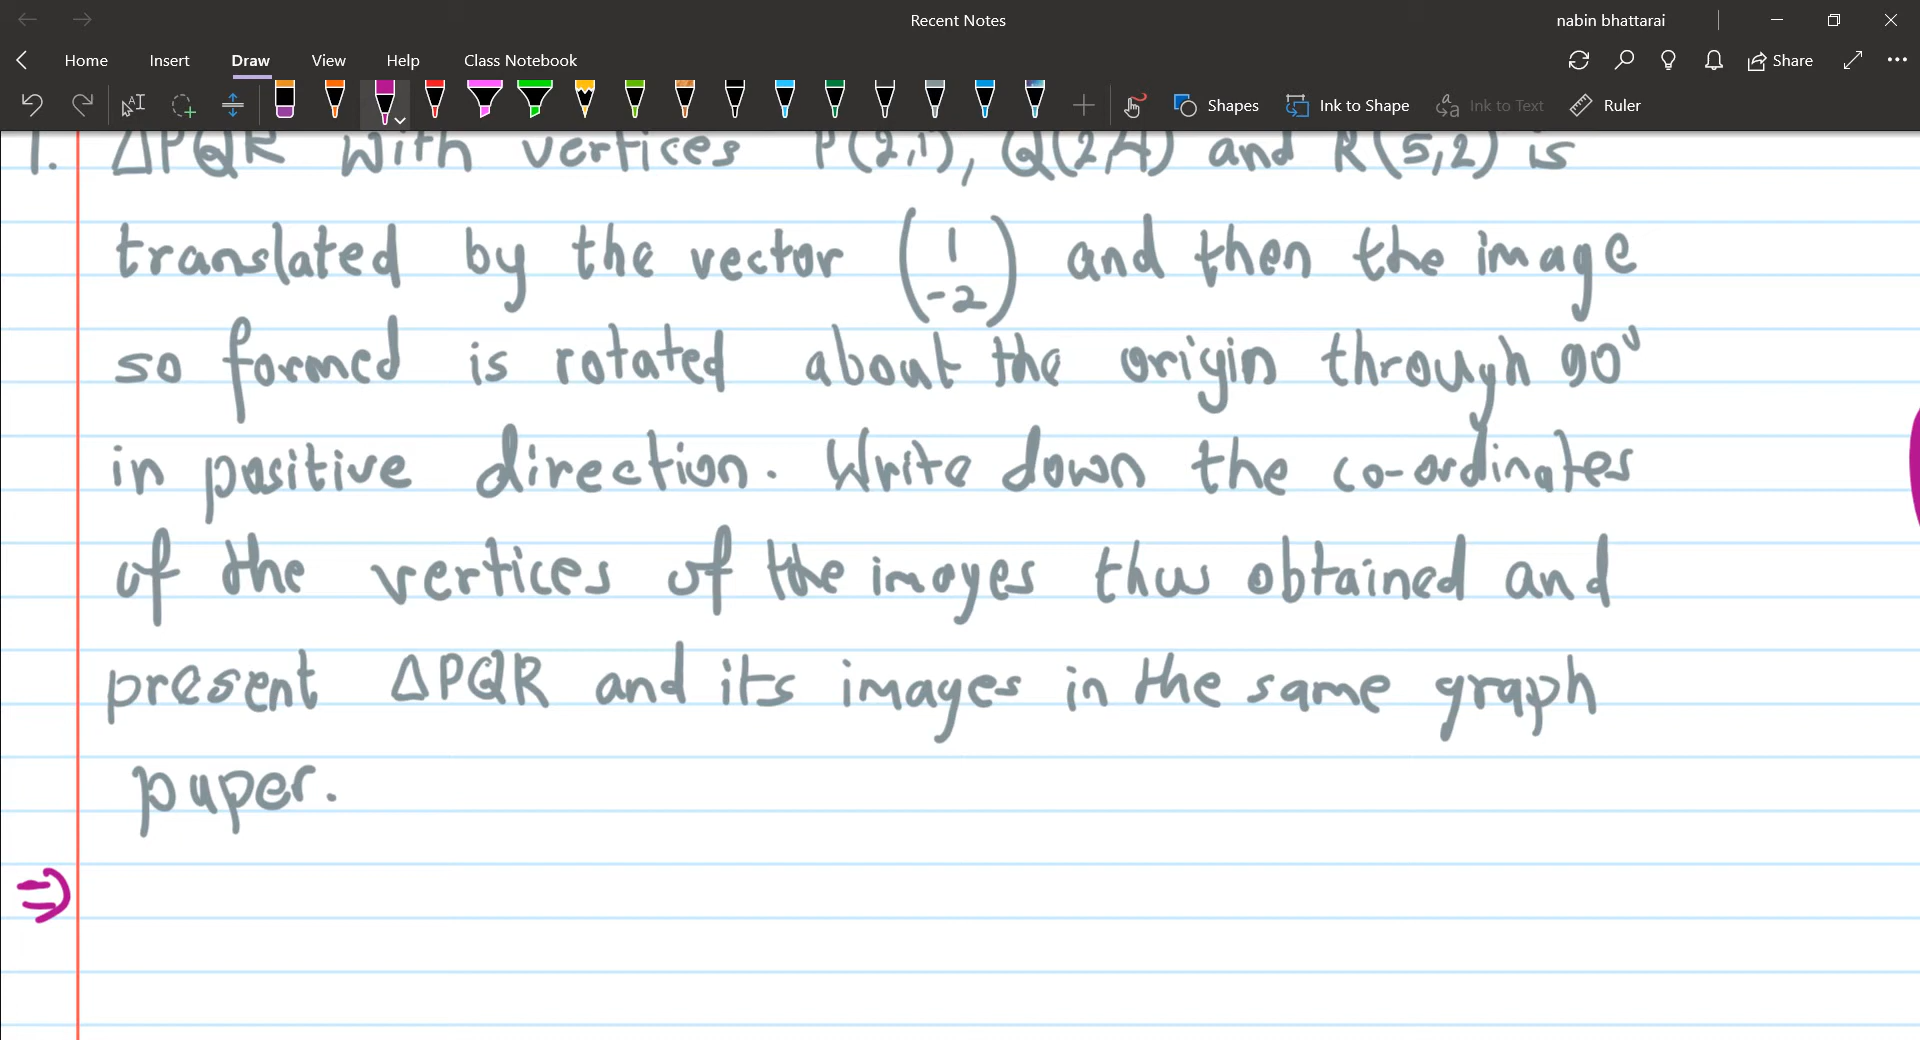 Recent Notes
nabin bhattarai
Home Insert Draw View Help Class Notebook
Share
Shapes Ink to Shape Ink to Text Ruler
1. ΔPQR with vertices P(2,1), Q(2,4) and R(5,2) is
translated by the vector (1
-2) and then the image
so formed is rotated about the origin through 90°
in positive direction. Write down the co-ordinates
of the vertices of the images thus obtained and
present ΔPQR and its images in the same graph
paper.
⇒